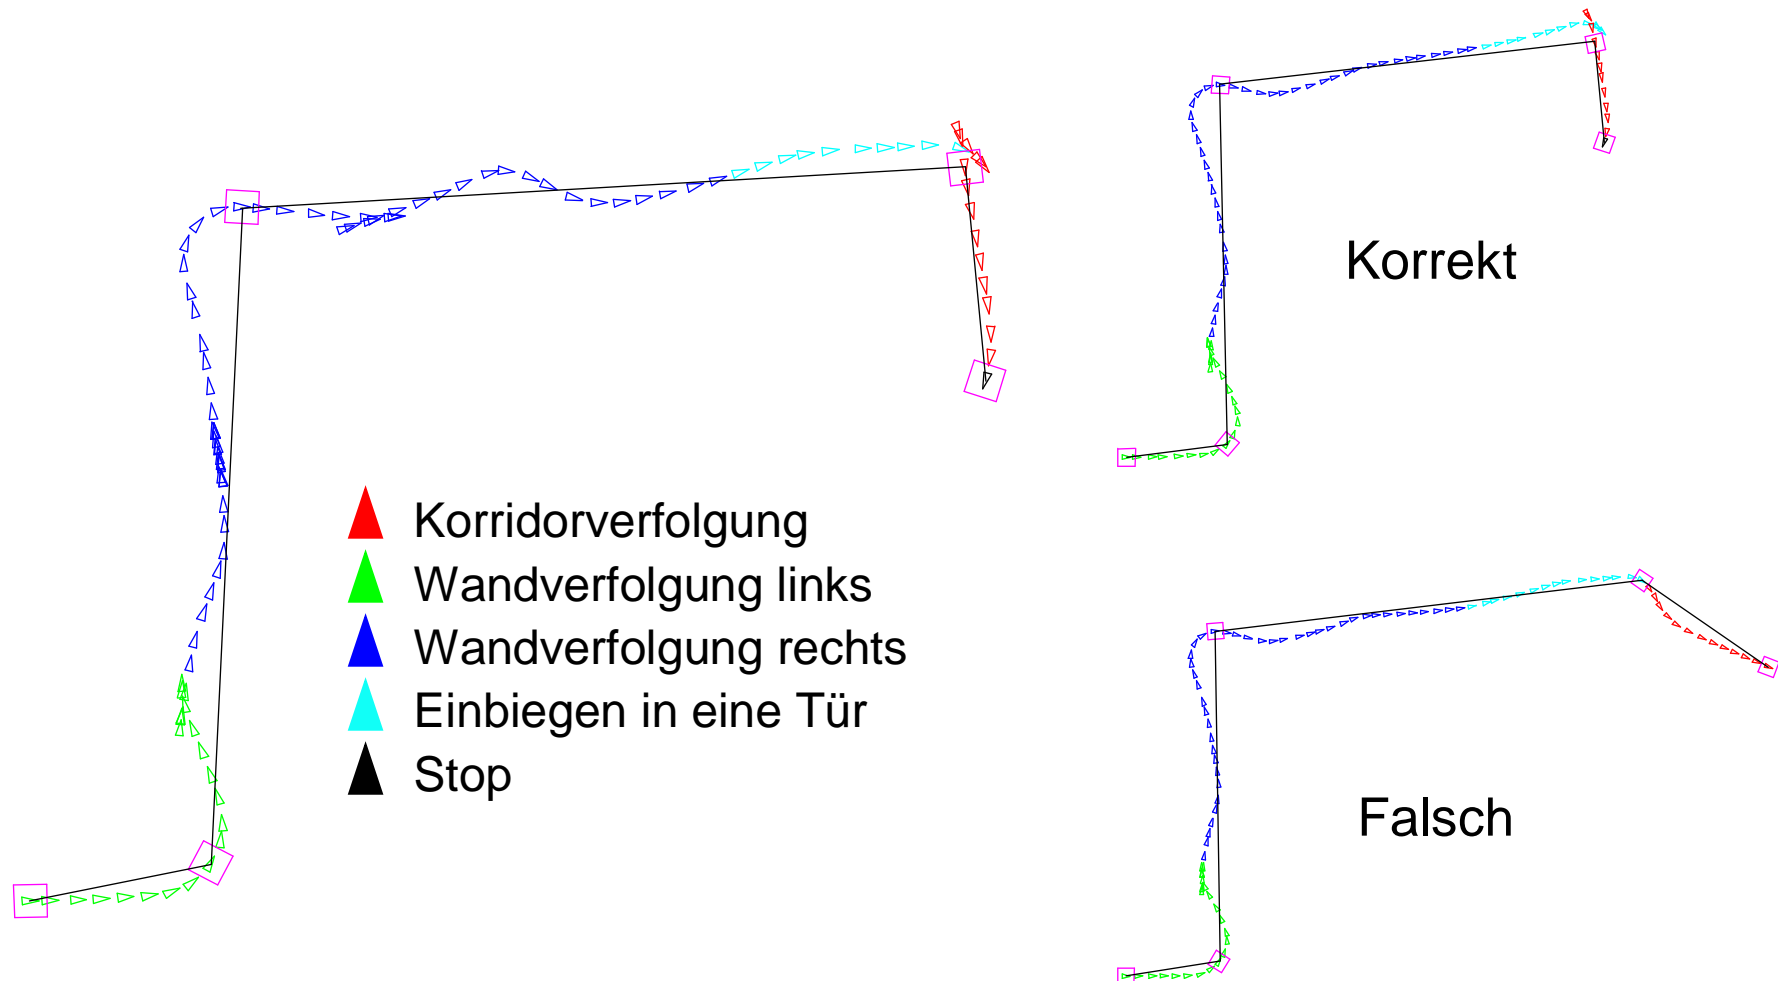 Korrekt
Korridorverfolgung
Wandverfolgung links
Wandverfolgung rechts
Einbiegen in eine Tür
Stop
Falsch